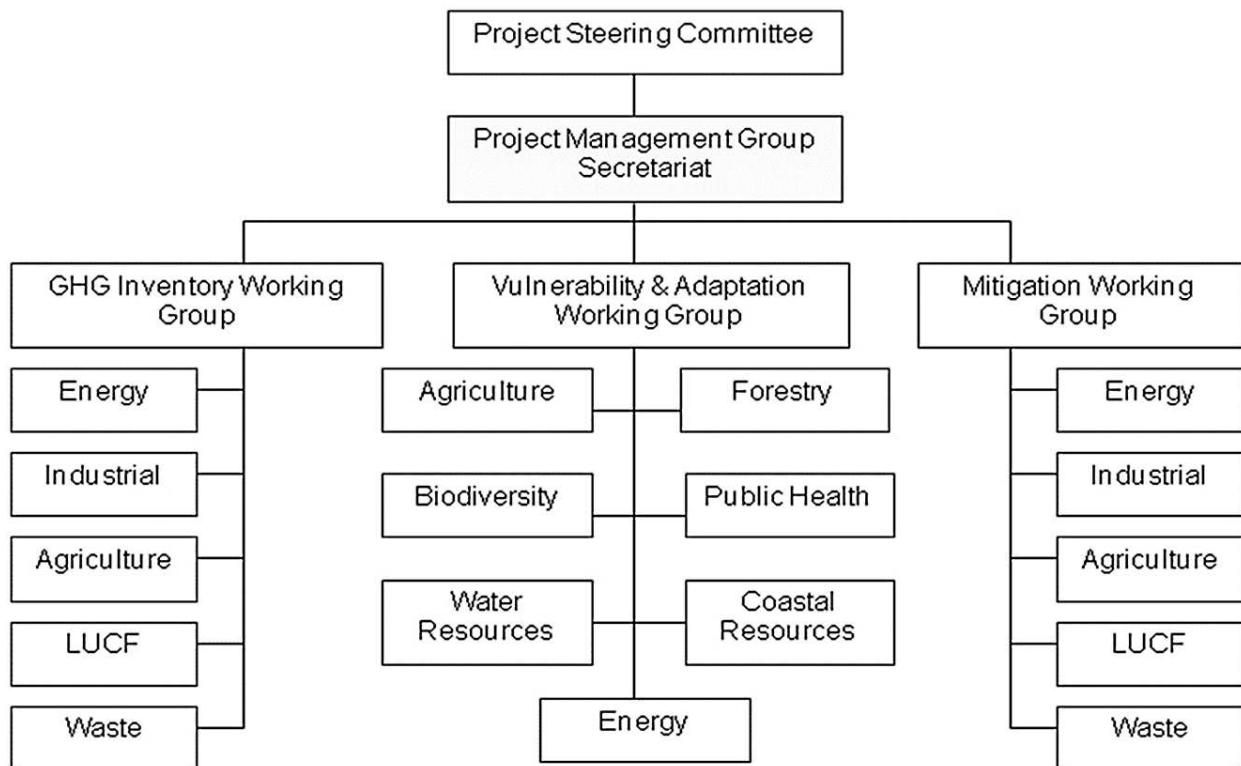 Project Steering Committee
Project Management Group
Secretariat
GHG Inventory Working
Group
Vulnerability & Adaptation
Working Group
Mitigation Working
Group
Energy
Industrial
Agriculture
LUCF
Waste
Agriculture
Forestry
Biodiversity
Public Health
Water
Resources
Coastal
Resources
Energy
Energy
Industrial
Agriculture
LUCF
Waste